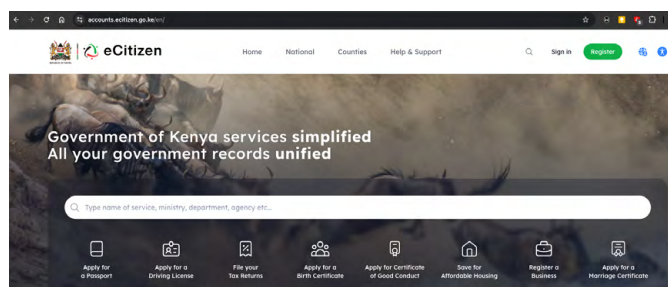 accounts.ecitizen.go.ke/en/
eCitizen
Home National Counties Help & Support Sign in Register
Government of Kenya services simplified
All your government records unified
Type name of service, ministry, department, agency etc...
Apply for
a Passport
Apply for a
Driving License
File your
Tax Returns
Apply for a
Birth Certificate
Apply for Certificate
of Good Conduct
Save for
Affordable Housing
Register a
Business
Apply for a
Marriage Certificate